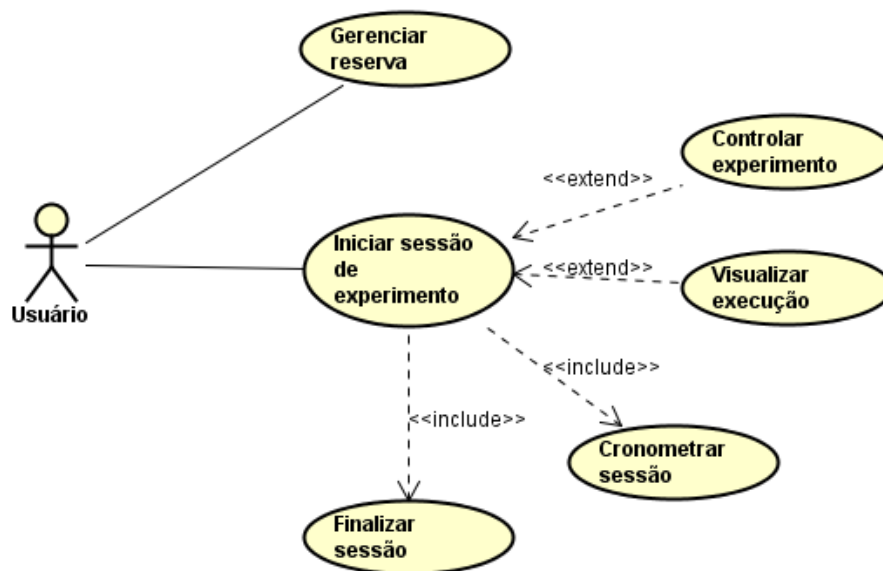 Gerenciar
reserva
Controlar
experimento
<<extend>>
Iniciar sessão
de
experimento
<<extend>>
Visualizar
execução
Usuário
<<include>>
<<include>>
Cronometrar
sessão
Finalizar
sessão